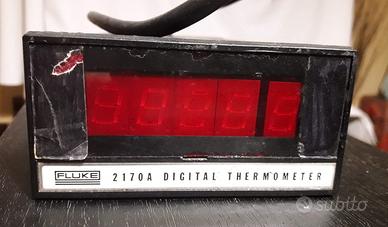 FLUKE
2170A DIGITAL THERMOMETER
subito